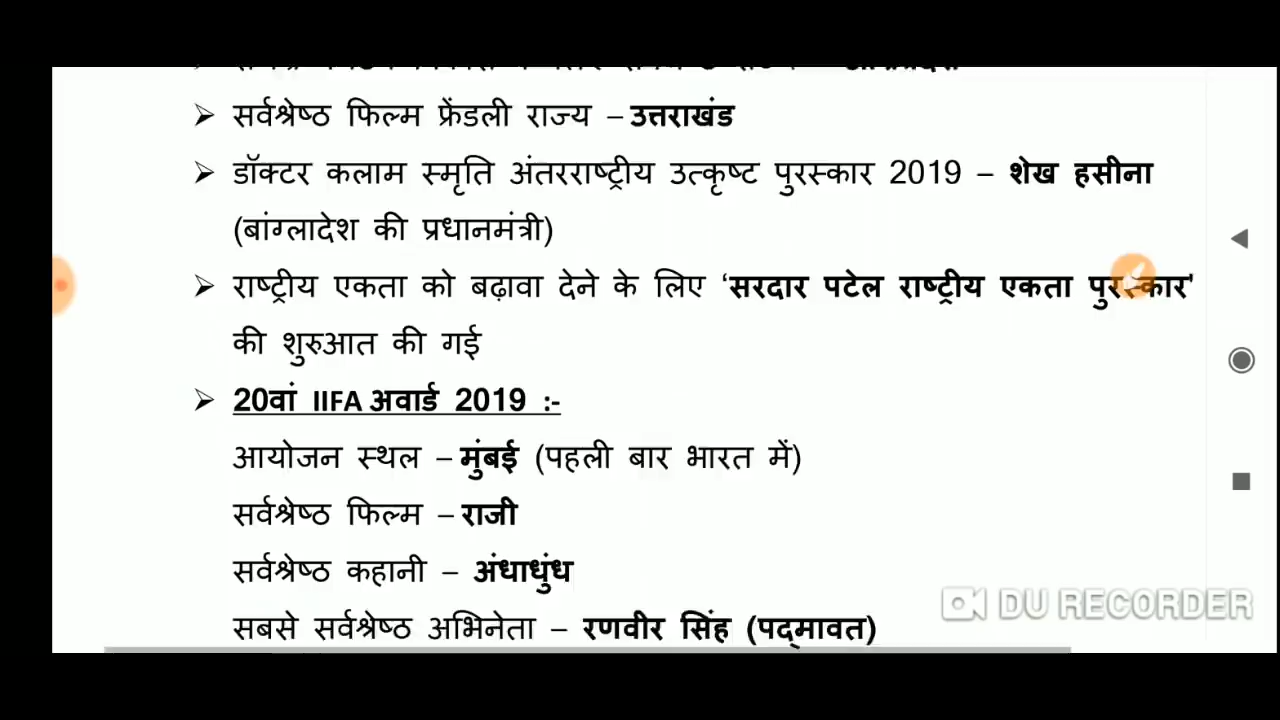 ➢ सर्वश्रेष्ठ फिल्म फ्रेंडली राज्य – उत्तराखंड
➢ डॉक्टर कलाम स्मृति अंतरराष्ट्रीय उत्कृष्ट पुरस्कार 2019 – शेख हसीना
(बांग्लादेश की प्रधानमंत्री)
➢ राष्ट्रीय एकता को बढ़ावा देने के लिए ‘सरदार पटेल राष्ट्रीय एकता पुरस्कार'
की शुरुआत की गई
➢ 20वां IIFA अवार्ड 2019 :-
आयोजन स्थल – मुंबई (पहली बार भारत में)
सर्वश्रेष्ठ फिल्म – राजी
सर्वश्रेष्ठ कहानी – अंधाधुंध
सबसे सर्वश्रेष्ठ अभिनेता – रणवीर सिंह (पद्मावत)
DU RECORDER